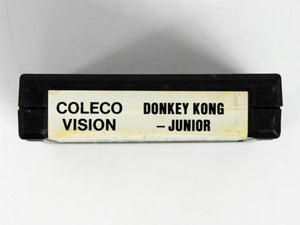 COLECO
VISION
DONKEY KONG
– JUNIOR